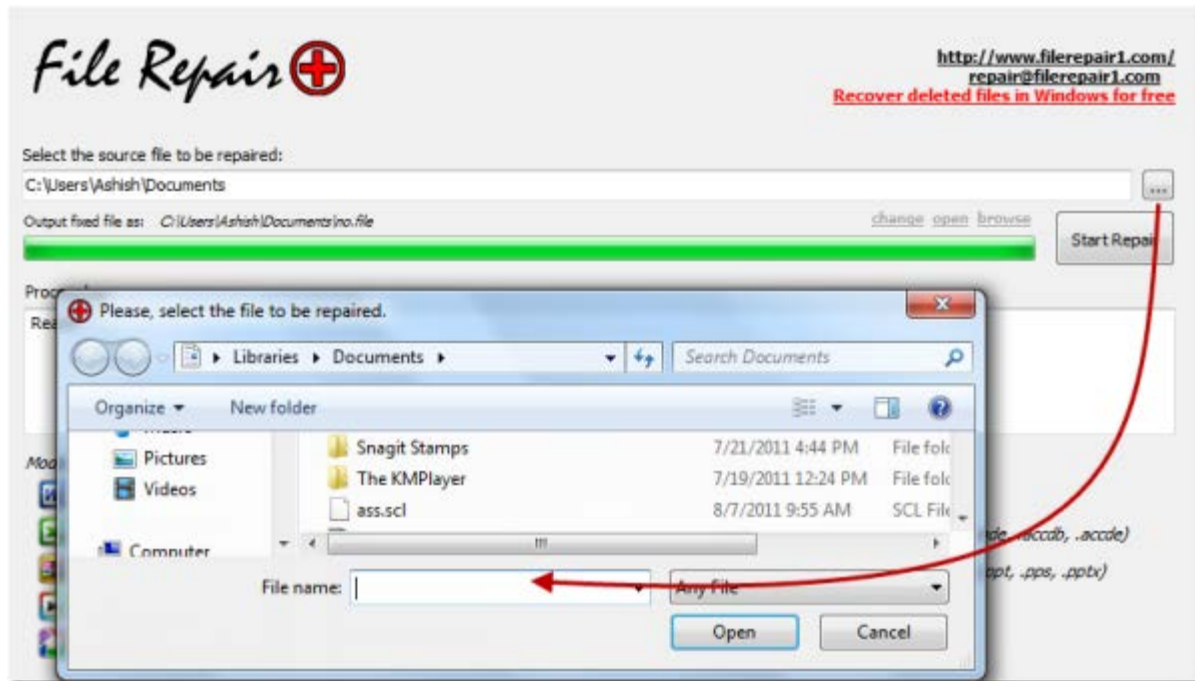 File Repair
http://www.filerepair1.com/
repair@filerepair1.com
Recover deleted files in Windows for free
Select the source file to be repaired:
C:\Users\Ashish\Documents
...
Output fixed file as: C:\Users\Ashish\Documents\no.file
change open browse
Start Repair
Please, select the file to be repaired.
Libraries Documents
Search Documents
Organize New folder
Pictures
Videos
Computer
Snagit Stamps 7/21/2011 4:44 PM File fold
The KMPlayer 7/19/2011 12:24 PM File fold
ass.scl 8/7/2011 9:55 AM SCL File
.accde)
.pps, .pptx)
File name:
Any File
Open Cancel